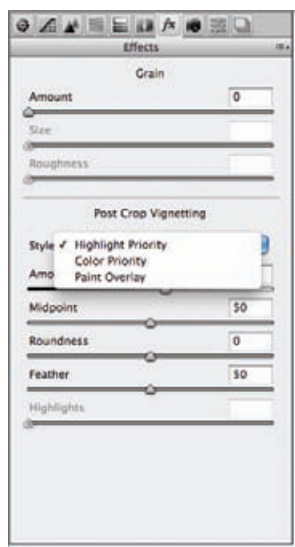 fx
Effects
Grain
Amount 0
Size
Roughness
Post Crop Vignetting
Style ✓ Highlight Priority
Color Priority
Paint Overlay
Amo
Midpoint 50
Roundness 0
Feather 50
Highlights